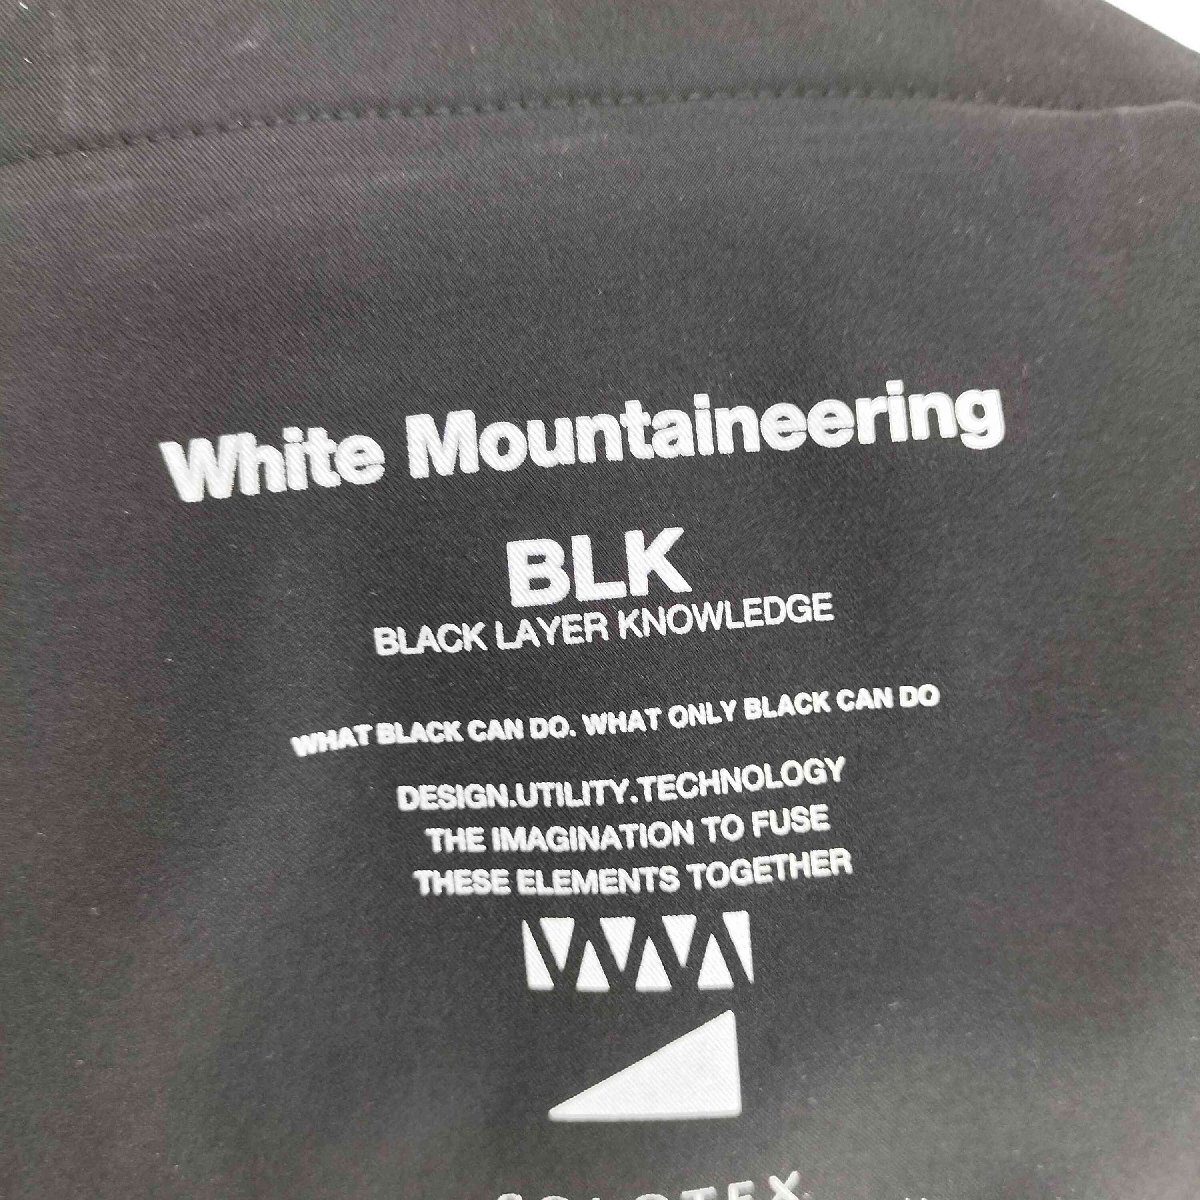 White Mountaineering
BLK
BLACK LAYER KNOWLEDGE
WHAT BLACK CAN DO. WHAT ONLY BLACK CAN DO
DESIGN.UTILITY.TECHNOLOGY
THE IMAGINATION TO FUSE
THESE ELEMENTS TOGETHER
SOLOTEX